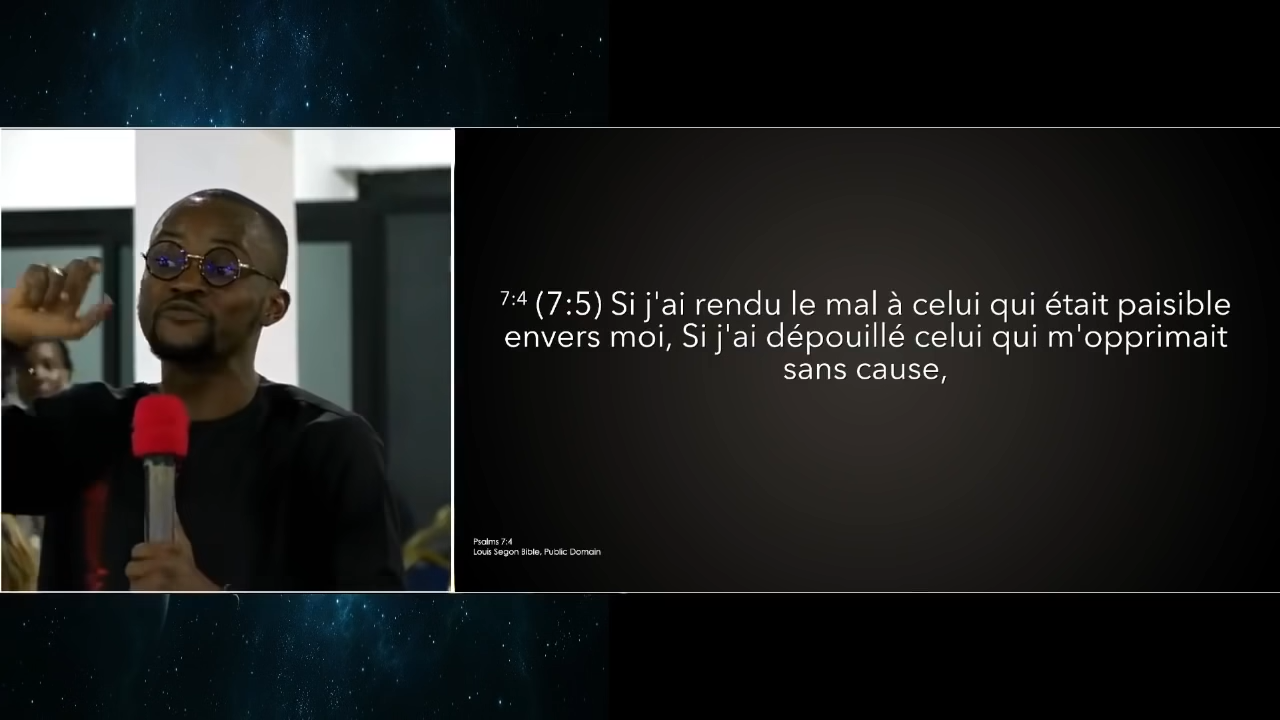 7:4 (7:5) Si j'ai rendu le mal à celui qui était paisible
envers moi, Si j'ai dépouillé celui qui m'opprimait
sans cause,
Psalms 7:4
Louis Segon Bible, Public Domain